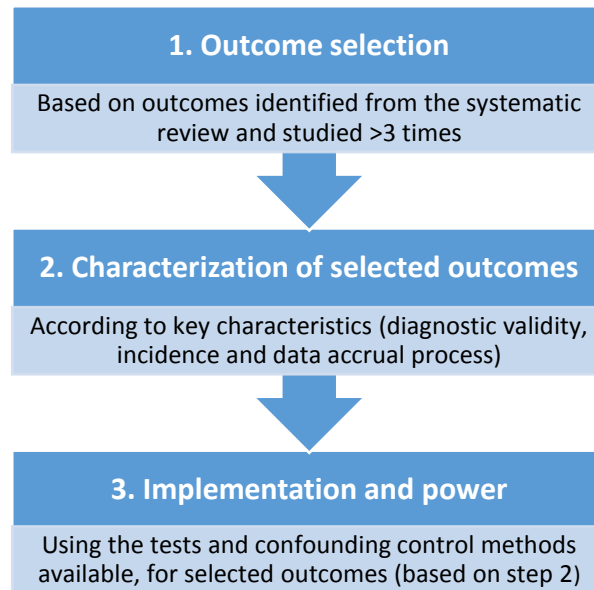 1. Outcome selection
Based on outcomes identified from the systematic
review and studied >3 times
2. Characterization of selected outcomes
According to key characteristics (diagnostic validity,
incidence and data accrual process)
3. Implementation and power
Using the tests and confounding control methods
available, for selected outcomes (based on step 2)